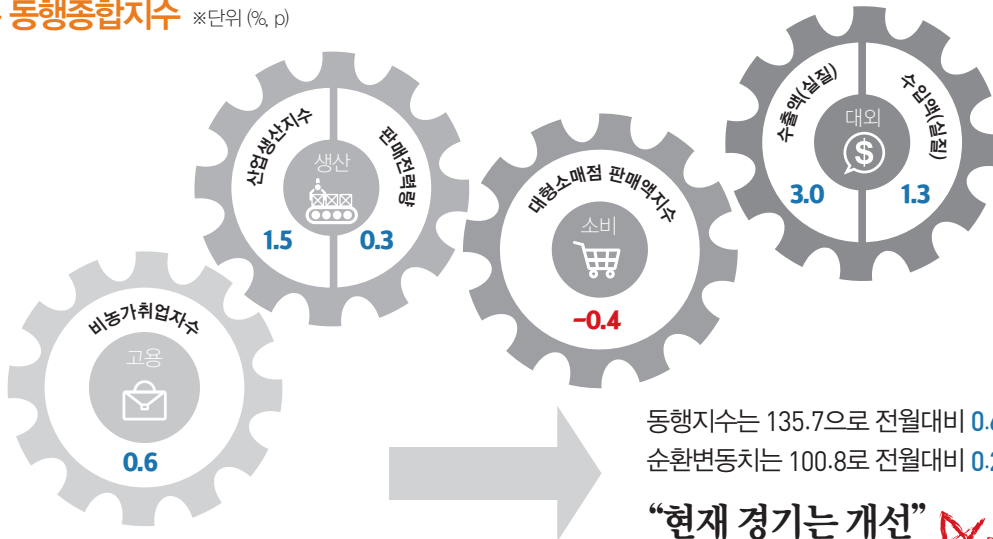 동행종합지수 ※단위 (%, p)
비농가취업자수
고용
0.6
산업생산지수
판매전력량
생산
1.5
0.3
대형소매점 판매액지수
소비
-0.4
수출액(실질)
수입액(실질)
대외
3.0
1.3
동행지수는 135.7으로 전월대비
순환변동치는 100.8로 전월대비
“현재 경기는 개선”